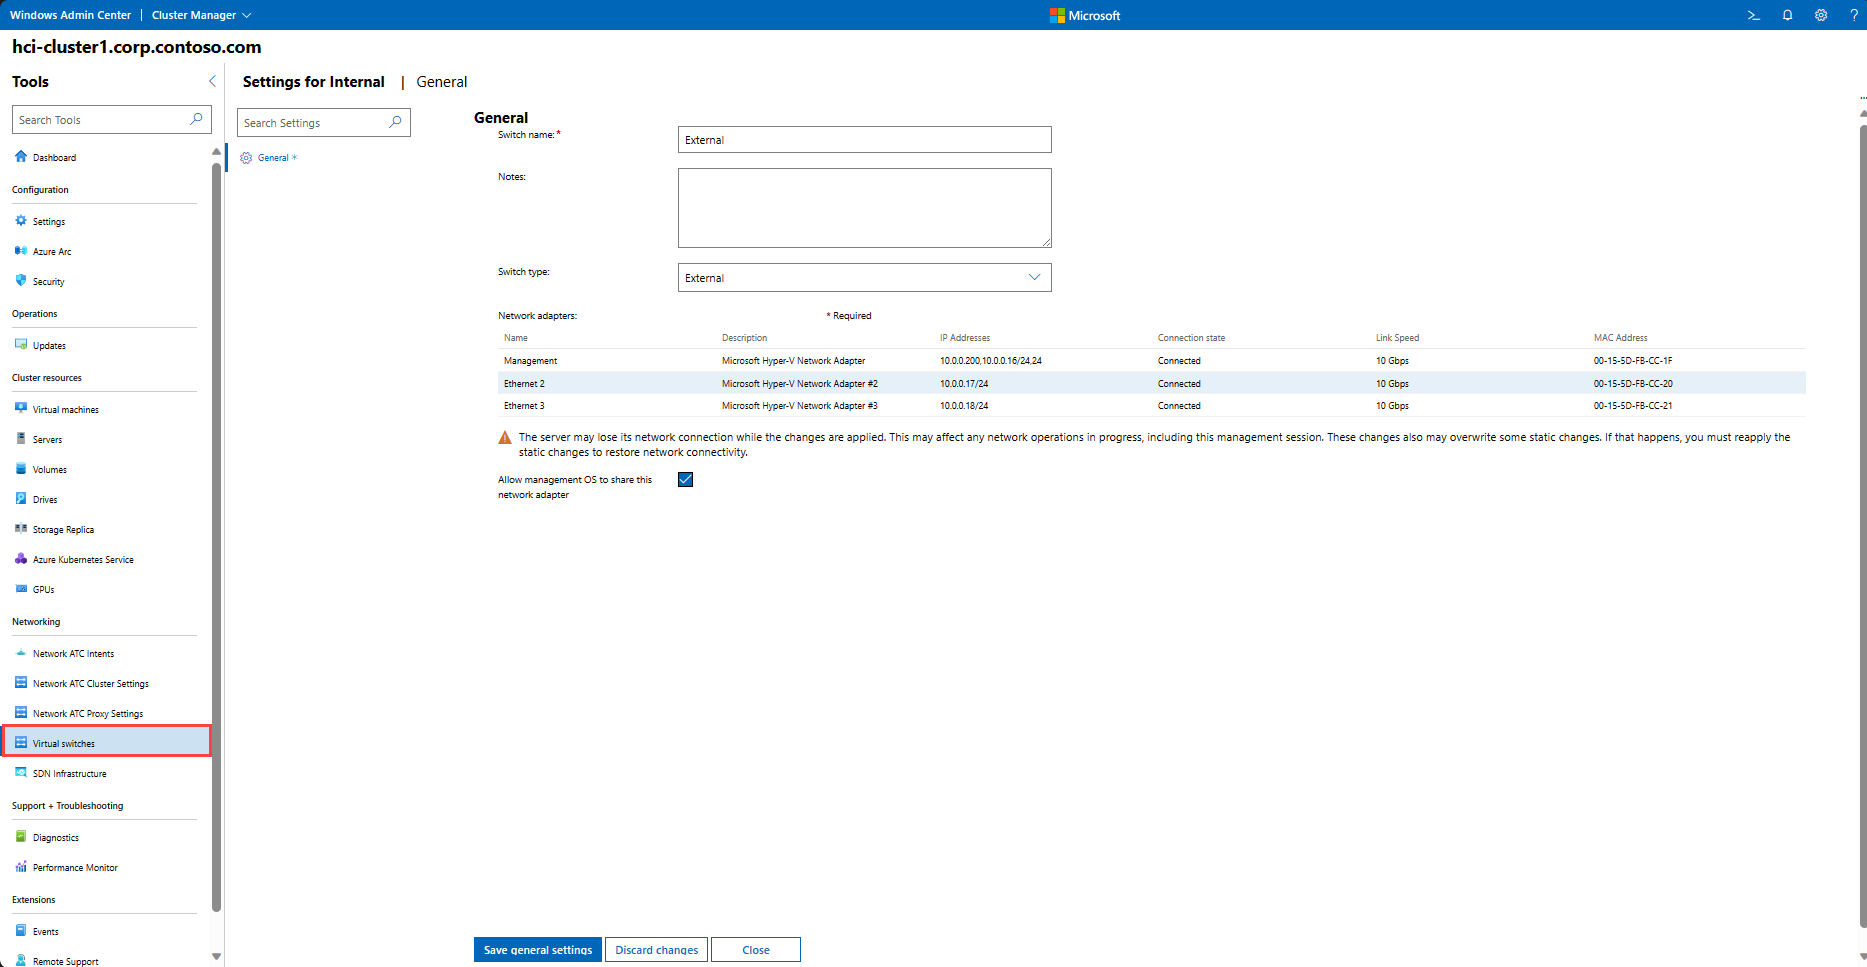 Windows Admin Center | Cluster Manager
Microsoft
?
hci-cluster1.corp.contoso.com
Tools
Search Tools
Dashboard
Configuration
Settings
Azure Arc
Security
Operations
Updates
Cluster resources
Virtual machines
Servers
Volumes
Drives
Storage Replica
Azure Kubernetes Service
GPUs
Networking
Network ATC Intents
Network ATC Cluster Settings
Network ATC Proxy Settings
Virtual switches
SDN Infrastructure
Support + Troubleshooting
Diagnostics
Performance Monitor
Extensions
Events
Remote Support
Settings for Internal | General
Search Settings
General *
General
Switch name: *
External
Notes:
Switch type:
External
Network adapters:
* Required
Name Description IP Addresses Connection state Link Speed MAC Address
Management Microsoft Hyper-V Network Adapter 10.0.0.200,10.0.0.16/24,24 Connected 10 Gbps 00-15-5D-FB-CC-1F
Ethernet 2 Microsoft Hyper-V Network Adapter #2 10.0.0.17/24 Connected 10 Gbps 00-15-5D-FB-CC-20
Ethernet 3 Microsoft Hyper-V Network Adapter #3 10.0.0.18/24 Connected 10 Gbps 00-15-5D-FB-CC-21
The server may lose its network connection while the changes are applied. This may affect any network operations in progress, including this management session. These changes also may overwrite some static changes. If that happens, you must reapply the
static changes to restore network connectivity.
Allow management OS to share this
network adapter
Save general settings
Discard changes
Close